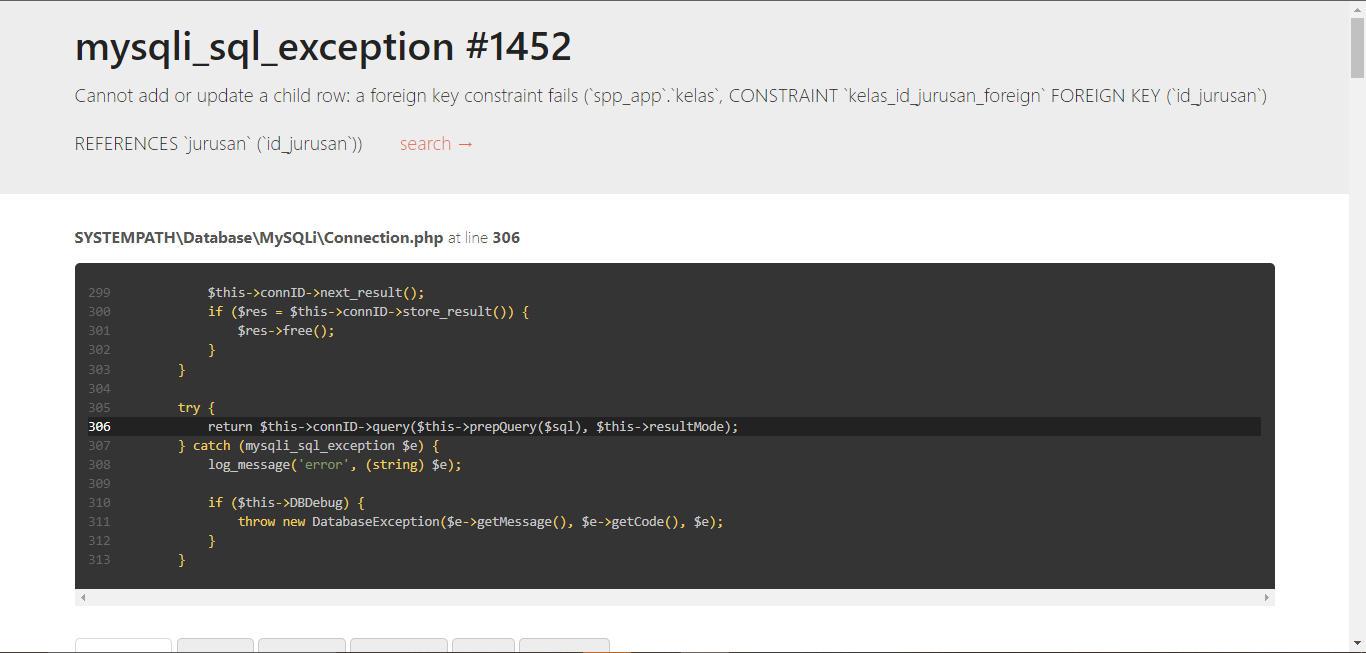 mysqli_sql_exception #1452
Cannot add or update a child row: a foreign key constraint fails (`spp_app`.`kelas`, CONSTRAINT `kelas_id_jurusan_foreign` FOREIGN KEY (`id_jurusan`)
REFERENCES `jurusan` (`id_jurusan`)) search →
SYSTEMPATH\Database\MySQLi\Connection.php at line 306
299 $this->connID->next_result();
300 if ($res = $this->connID->store_result()) {
301 $res->free();
302 }
303 }
304
305 try {
306 return $this->connID->query($this->prepQuery($sql), $this->resultMode);
307 } catch (mysqli_sql_exception $e) {
308 log_message('error', (string) $e);
309
310 if ($this->DBDebug) {
311 throw new DatabaseException($e->getMessage(), $e->getCode(), $e);
312 }
313 }